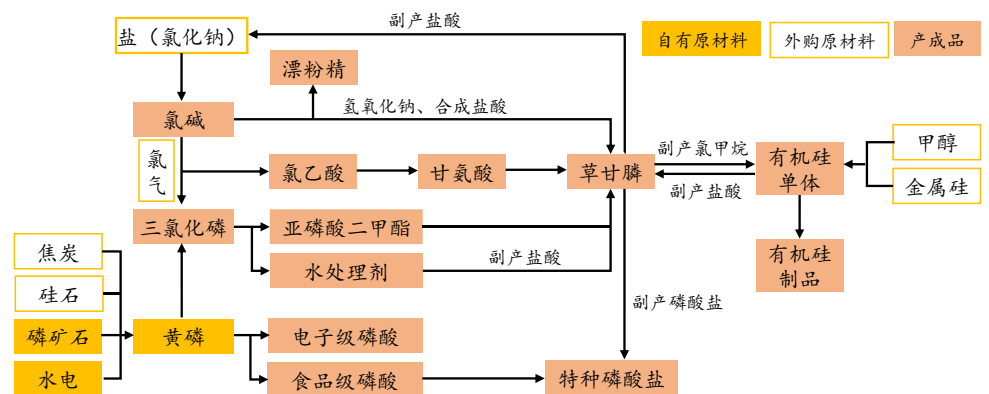 副产盐酸
盐（氯化钠）
自有原材料
外购原材料
产成品
漂粉精
氯碱
氢氧化钠、合成盐酸
氯
气
氯乙酸
甘氨酸
草甘膦
副产氯甲烷
副产盐酸
有机硅
单体
甲醇
金属硅
三氯化磷
亚磷酸二甲酯
水处理剂
副产盐酸
有机硅
制品
焦炭
硅石
磷矿石
水电
黄磷
副产磷酸盐
电子级磷酸
食品级磷酸
特种磷酸盐